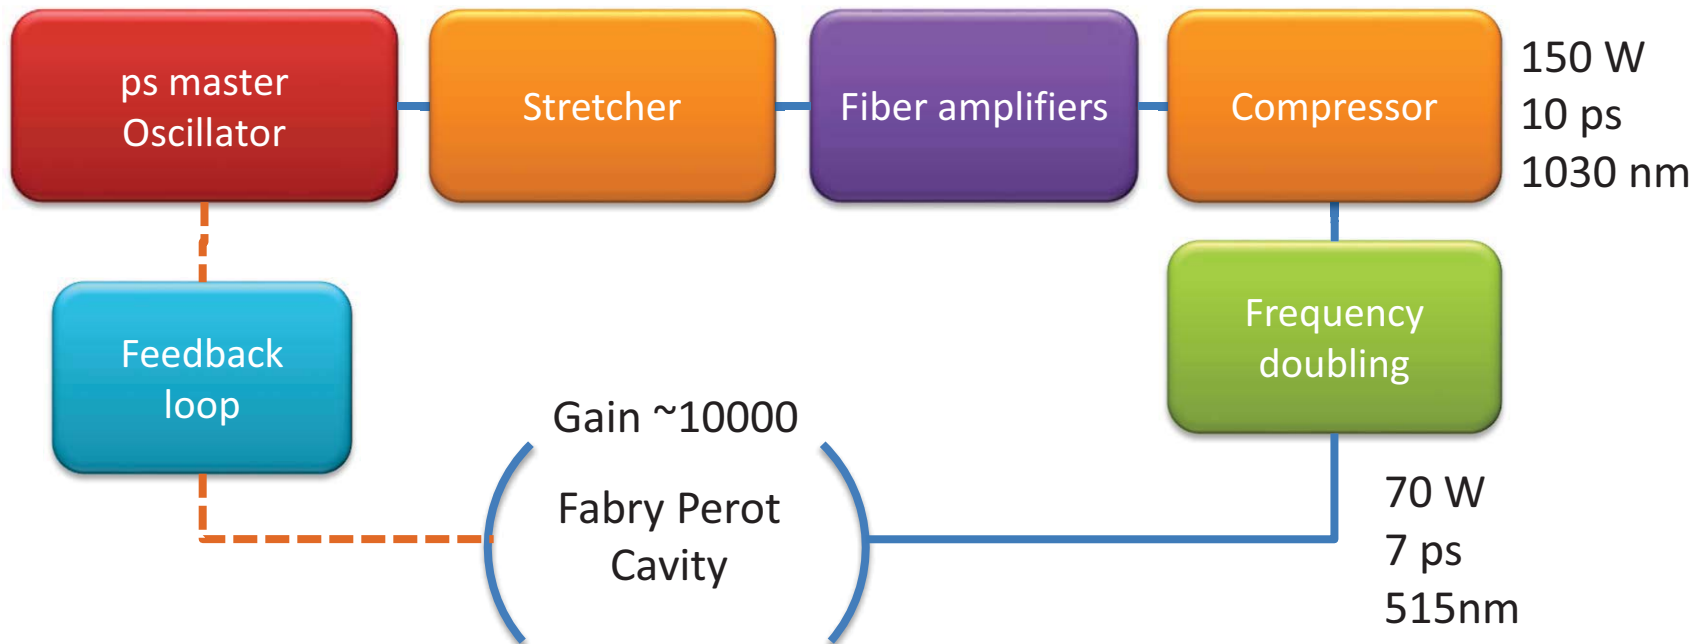 ps master
Oscillator
Stretcher
Fiber amplifiers
Compressor
150 W
10 ps
1030 nm
Feedback
loop
Frequency
doubling
Gain ~10000
Fabry Perot
Cavity
70 W
7 ps
515nm